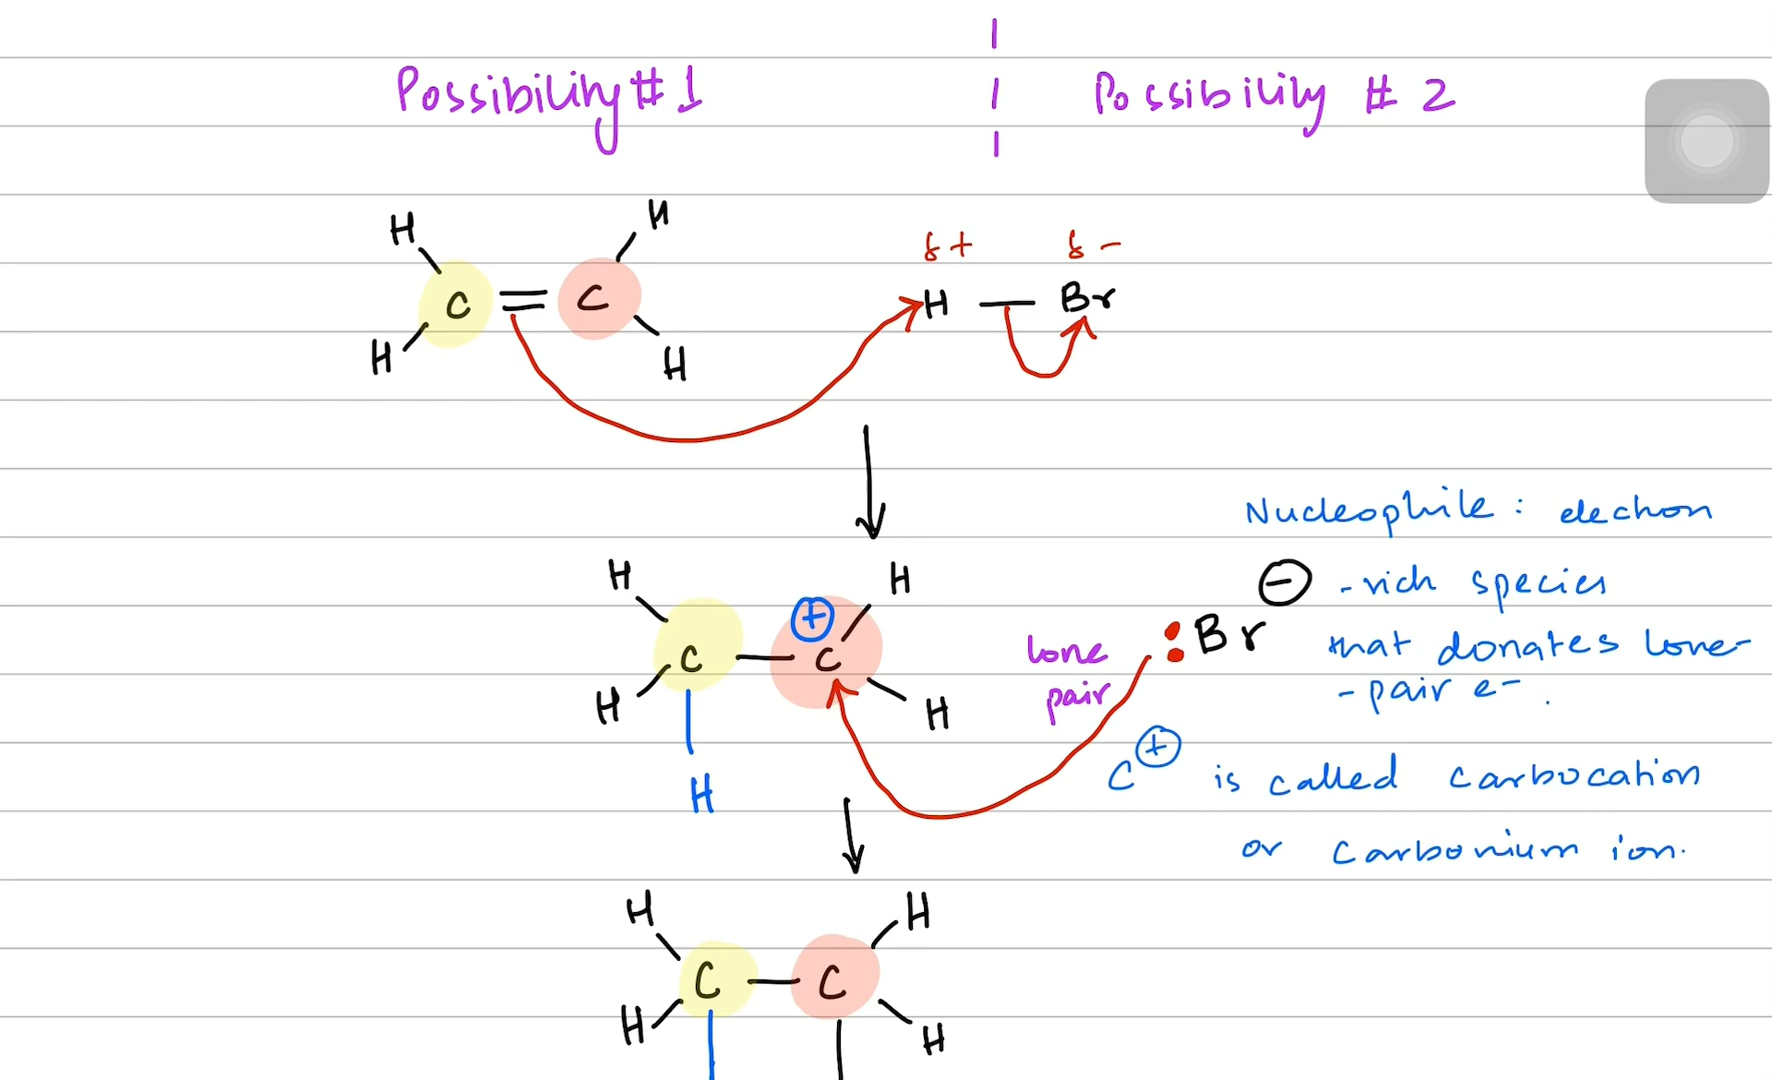 Possibility # 1
Possibility # 2
H H
δ+ δ-
C = C H — Br
H H
Nucleophile : electron
H H ⊖ -rich species
⊕ : Br
lone that donates lone-
C — C
pair -pair e⁻ .
H H
C⊕ is called carbocation
H
or carbonium ion.
H H
C — C
H H